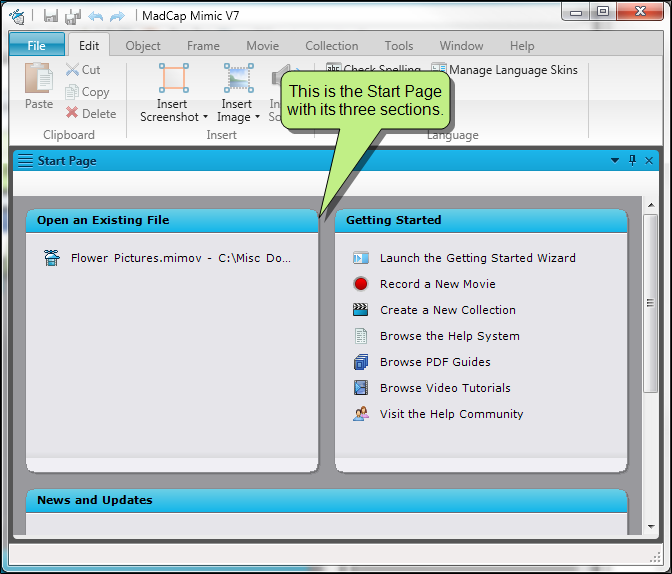 MadCap Mimic V7
File Edit Object Frame Movie Collection Tools Window Help
Paste
Cut
Copy
Delete
Clipboard
Insert
Screenshot
Insert
Image
Insert
Check Spelling
Manage Language Skins
Language
This is the Start Page
with its three sections.
Start Page
Open an Existing File
Flower Pictures.mimov - C:\Misc Do...
Getting Started
Launch the Getting Started Wizard
Record a New Movie
Create a New Collection
Browse the Help System
Browse PDF Guides
Browse Video Tutorials
Visit the Help Community
News and Updates